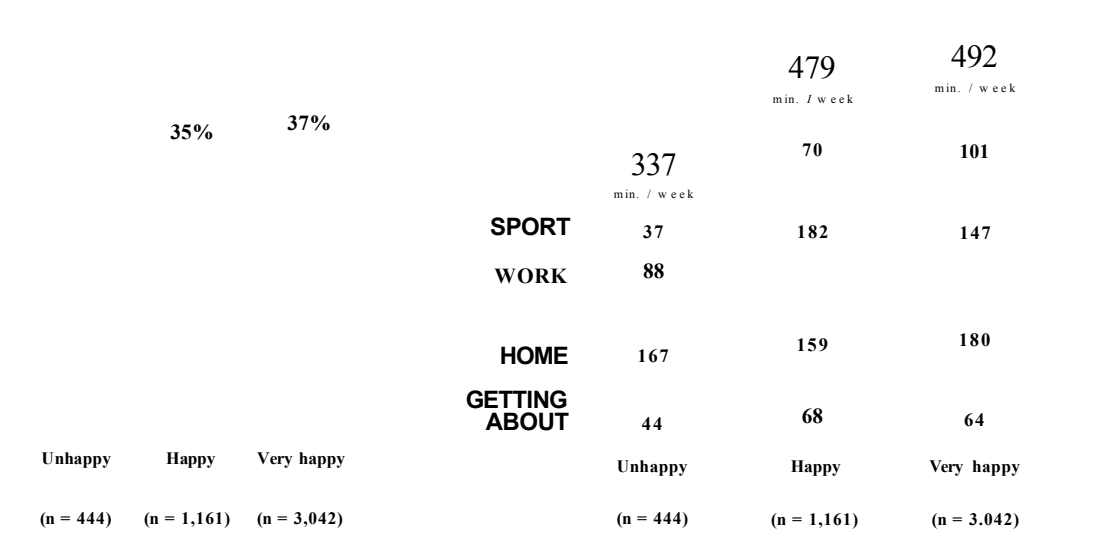 35%
37%
Unhappy Happy Very happy
(n = 444) (n = 1,161) (n = 3,042)
337
min. / week
479
min. / week
492
min. / week
SPORT 37 70 101
WORK 88 182 147
HOME 167 159 180
GETTING
ABOUT 44 68 64
Unhappy Happy Very happy
(n = 444) (n = 1,161) (n = 3.042)